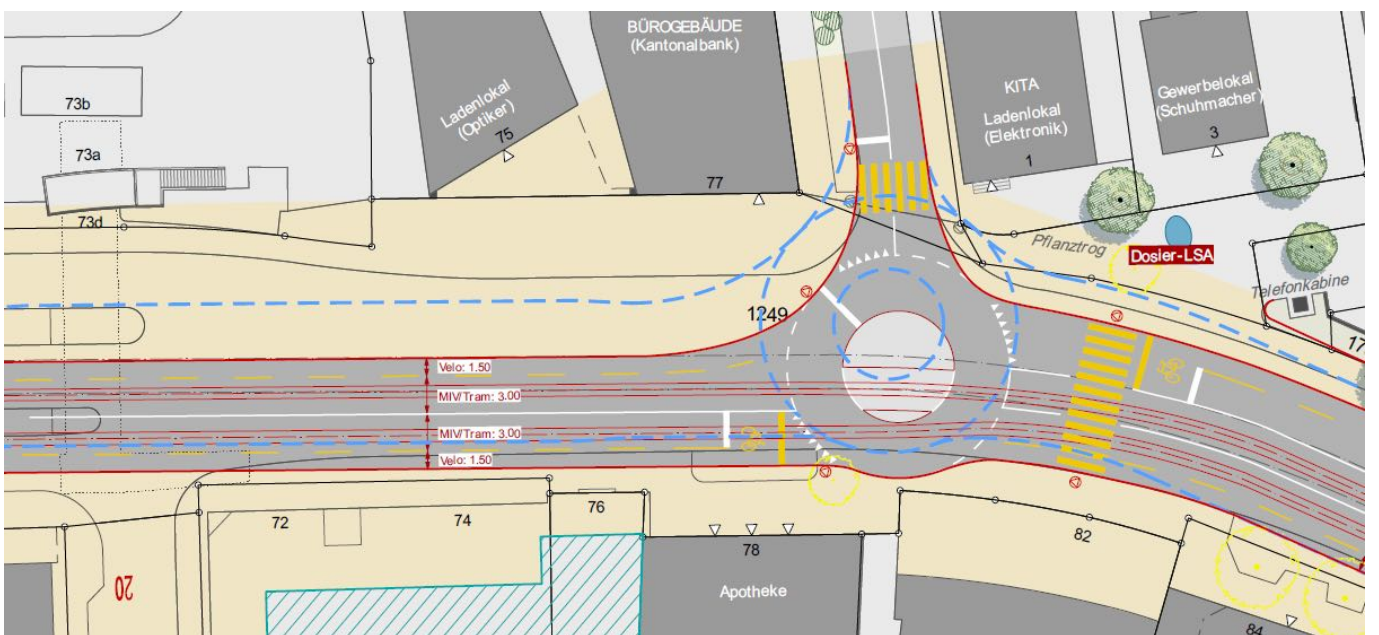 BÜROGEBÄUDE
(Kantonalbank)
73b
Ladenlokal
(Optiker)
75
KITA
Ladenlokal
(Elektronik)
1
Gewerbelokal
(Schuhmacher)
3
73a
77
73d
Pflanztrog
Dosier-LSA
Telefonkabine
1249
17
Velo: 1.50
MIV/Tram: 3.00
MIV/Tram: 3.00
Velo: 1.50
72
74
76
78
82
20
Apotheke
84